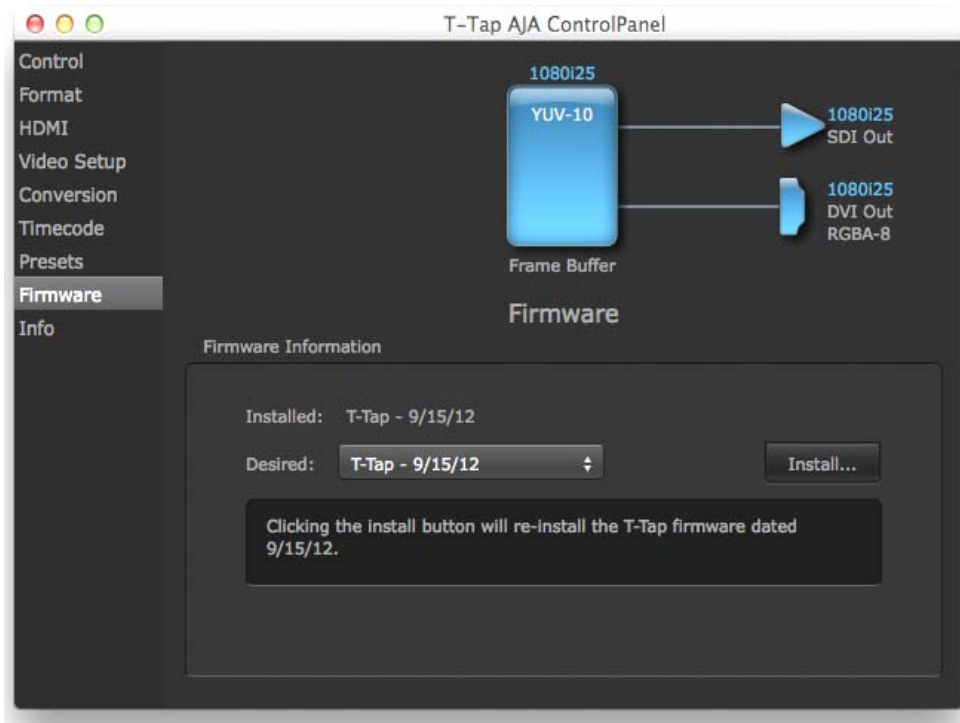 T-Tap AJA ControlPanel
Control
Format
HDMI
Video Setup
Conversion
Timecode
Presets
Firmware
Info
1080i25
YUV-10
Frame Buffer
1080i25
SDI Out
1080i25
DVI Out
RGBA-8
Firmware
Firmware Information
Installed: T-Tap - 9/15/12
Desired: T-Tap - 9/15/12
Install...
Clicking the install button will re-install the T-Tap firmware dated
9/15/12.